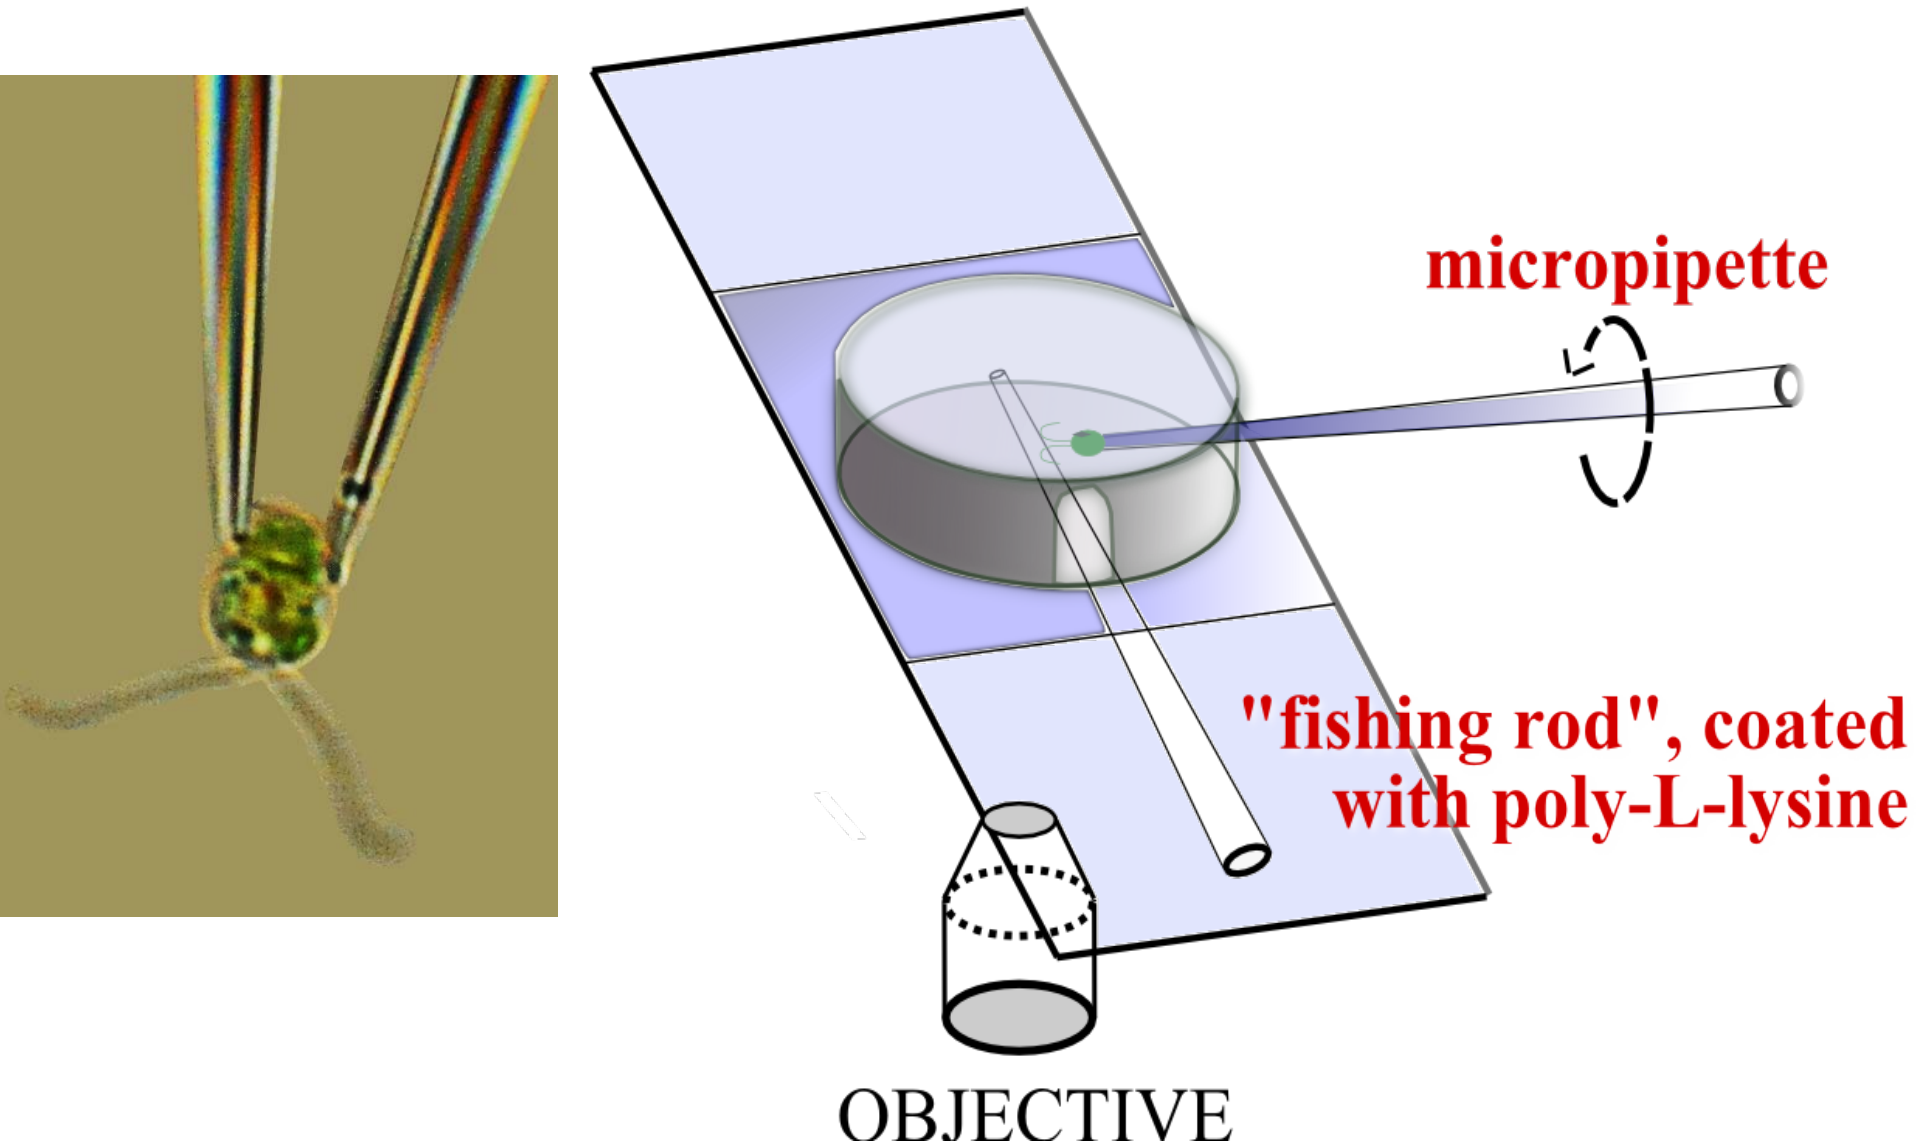 micropipette
"fishing rod", coated
with poly-L-lysine
OBJECTIVE